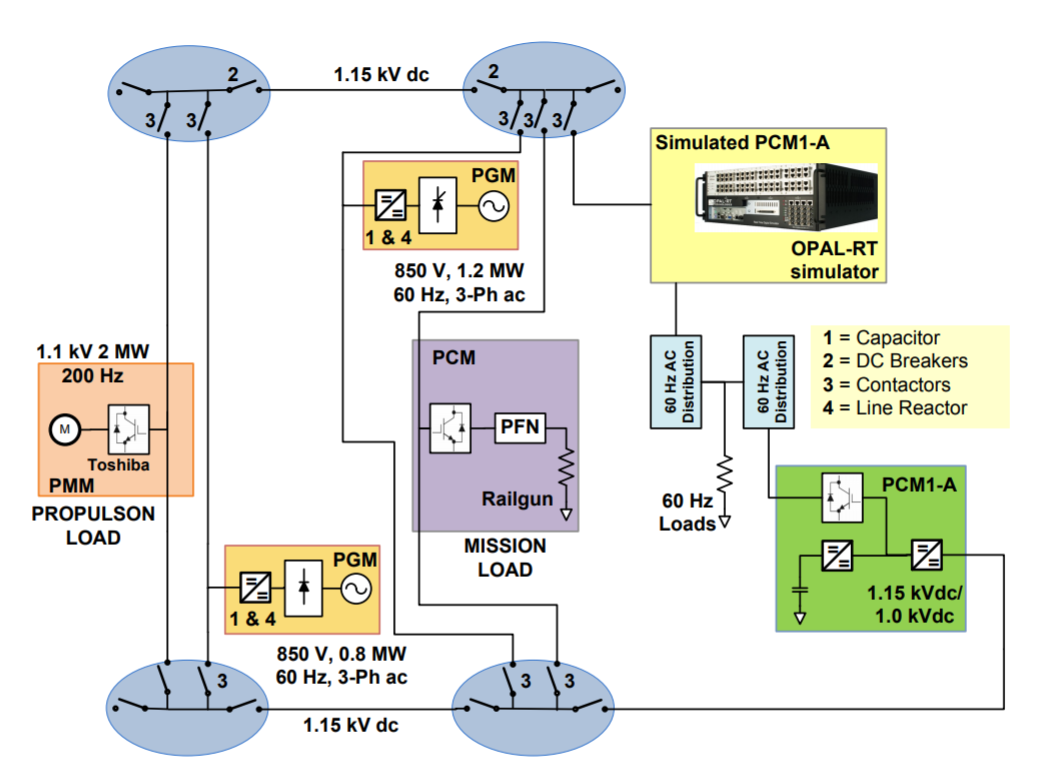 2
1.15 kV dc
2
3
3
3
3
3
Simulated PCM1-A
OPAL-RT
OPAL-RT
simulator
PGM
1 & 4
850 V, 1.2 MW
60 Hz, 3-Ph ac
1.1 kV 2 MW
200 Hz
M
Toshiba
PMM
PROPULSON
LOAD
PCM
PFN
Railgun
MISSION
LOAD
60 Hz AC
Distribution
60 Hz AC
Distribution
1 = Capacitor
2 = DC Breakers
3 = Contactors
4 = Line Reactor
60 Hz
Loads
PCM1-A
1.15 kVdc/
1.0 kVdc
PGM
1 & 4
850 V, 0.8 MW
60 Hz, 3-Ph ac
3
3
3
1.15 kV dc